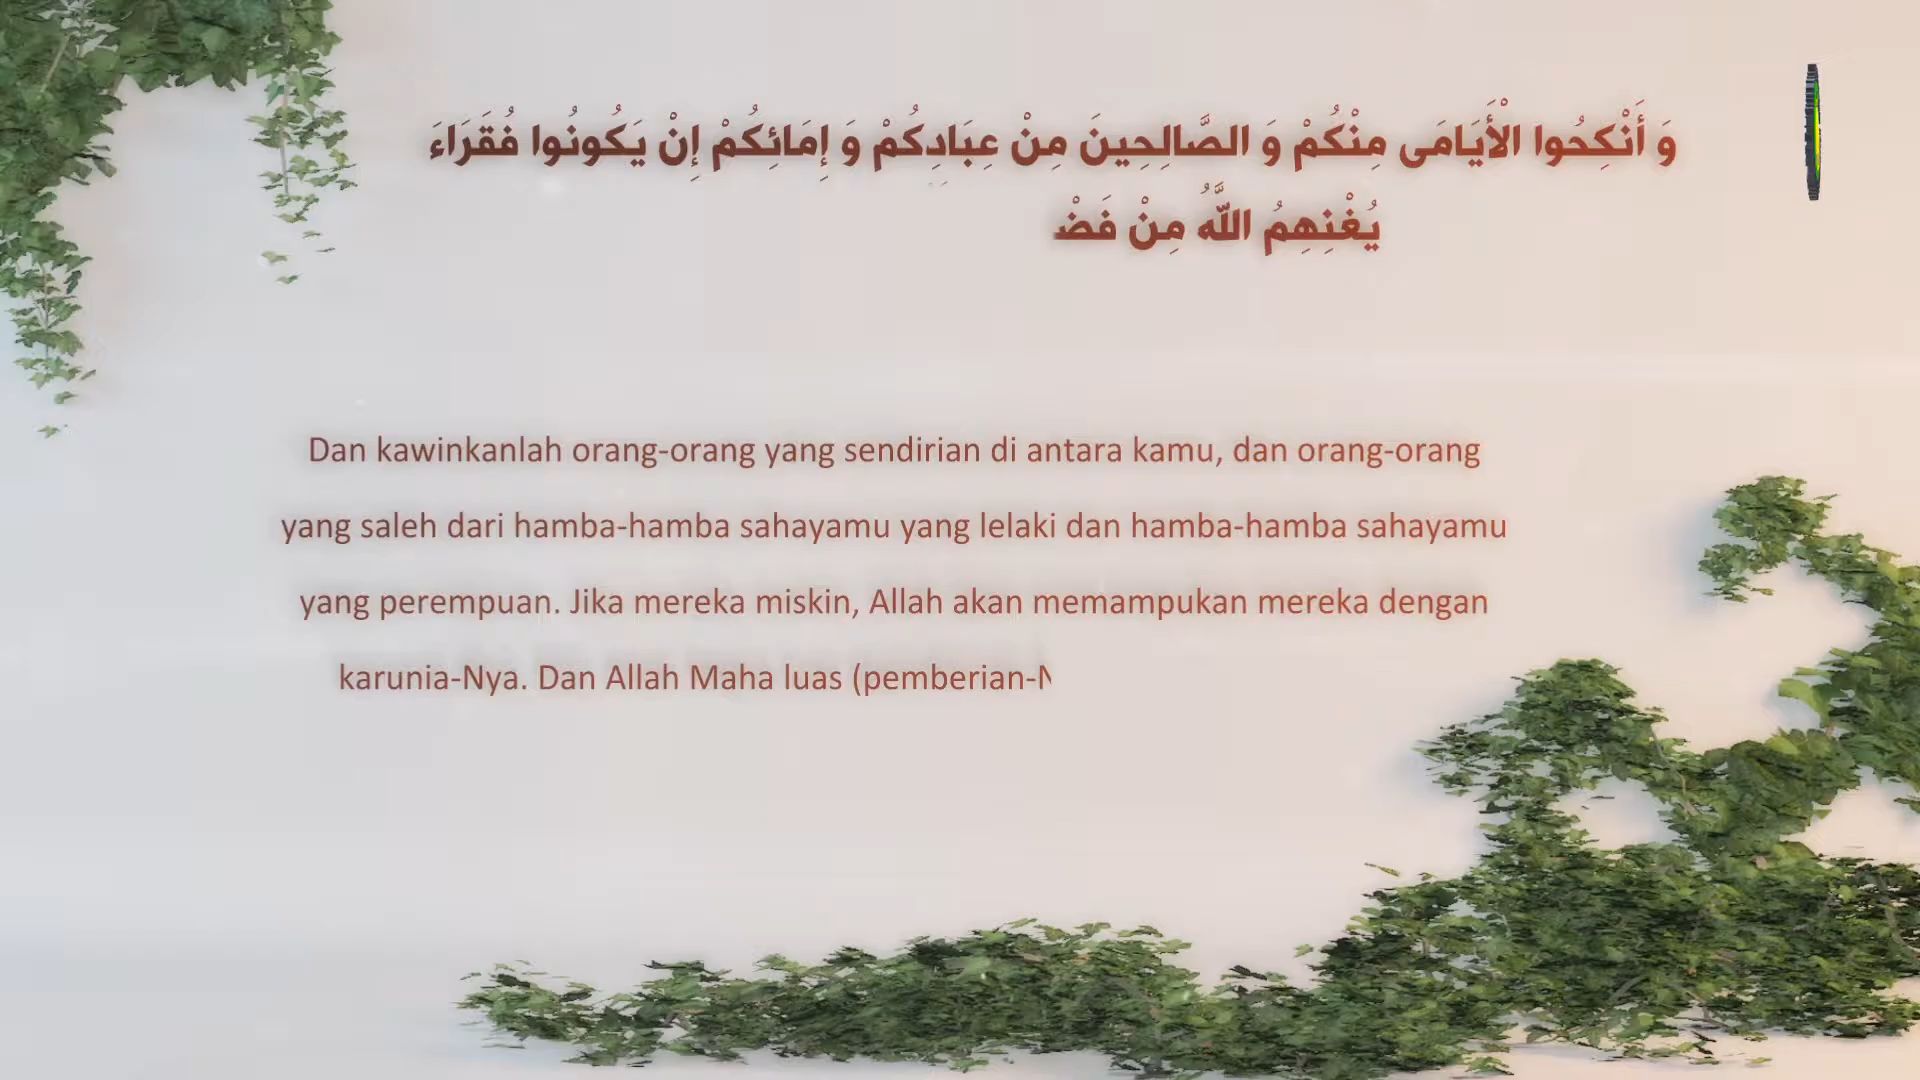 وَ أَنْكِحُوا الْأَيَامَى مِنْكُمْ وَ الصَّالِحِينَ مِنْ عِبَادِكُمْ وَ إِمَائِكُمْ إِنْ يَكُونُوا فُقَرَاءَ
يُغْنِهِمُ اللَّهُ مِنْ فَضْ
Dan kawinkanlah orang-orang yang sendirian di antara kamu, dan orang-orang
yang saleh dari hamba-hamba sahayamu yang lelaki dan hamba-hamba sahayamu
yang perempuan. Jika mereka miskin, Allah akan memampukan mereka dengan
karunia-Nya. Dan Allah Maha luas (pemberian-N